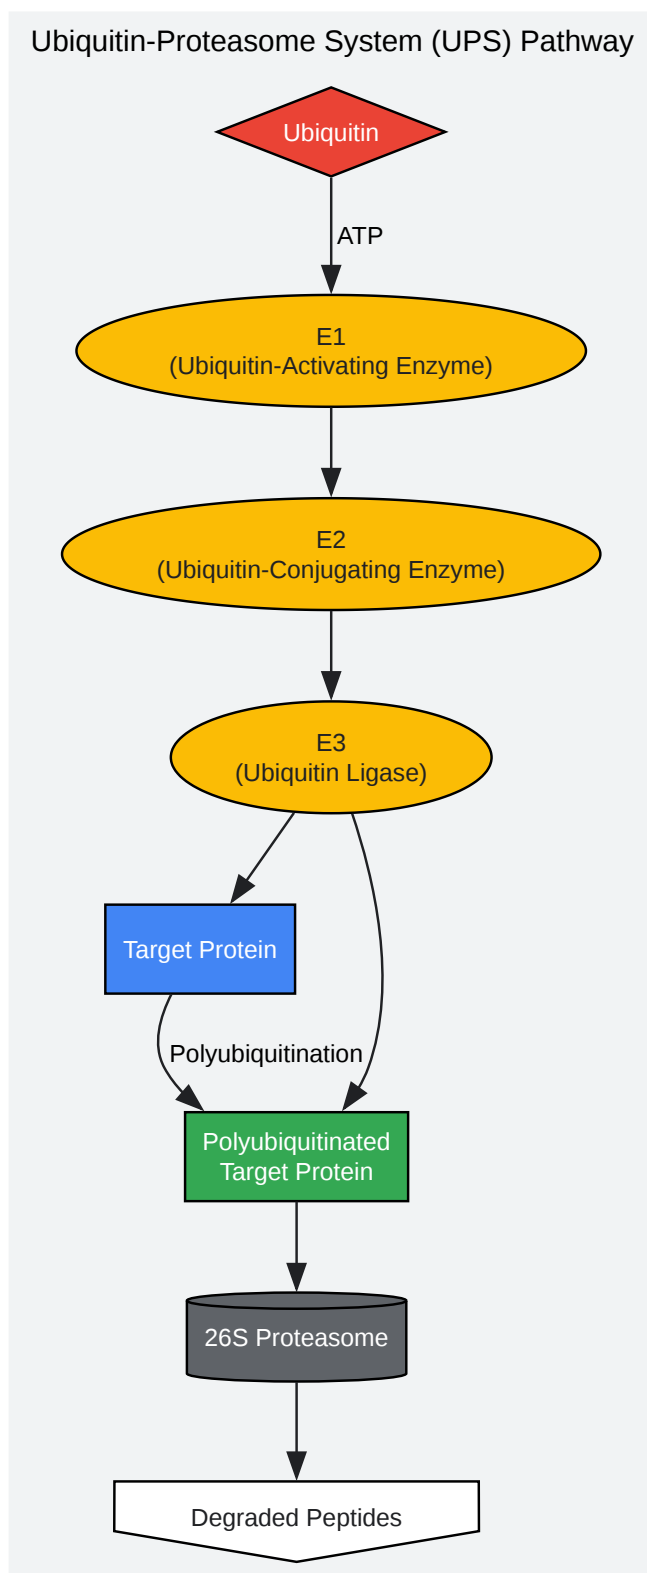 Ubiquitin-Proteasome System (UPS) Pathway
Ubiquitin
ATP
E1
(Ubiquitin-Activating Enzyme)
E2
(Ubiquitin-Conjugating Enzyme)
E3
(Ubiquitin Ligase)
Target Protein
Polyubiquitination
Polyubiquitinated
Target Protein
26S Proteasome
Degraded Peptides